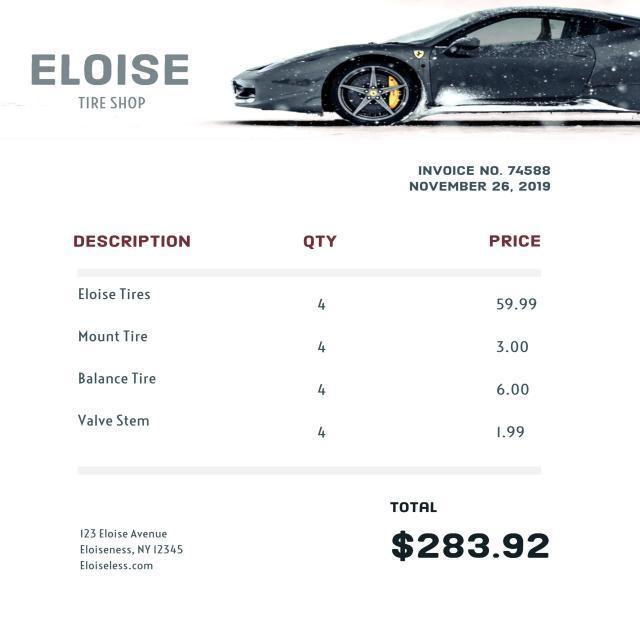 ELOISE
TIRE SHOP
INVOICE NO. 74588
NOVEMBER 26, 2019
DESCRIPTION QTY PRICE
Eloise Tires 4 59.99
Mount Tire 4 3.00
Balance Tire 4 6.00
Valve Stem 4 1.99
TOTAL
$283.92
123 Eloise Avenue
Eloiseness, NY 12345
Eloiseless.com